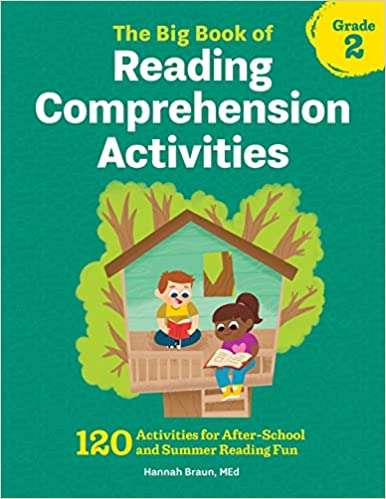 The Big Book of
Reading
Comprehension
Activities
Grade
2
120 Activities for After-School
and Summer Reading Fun
Hannah Braun, MEd